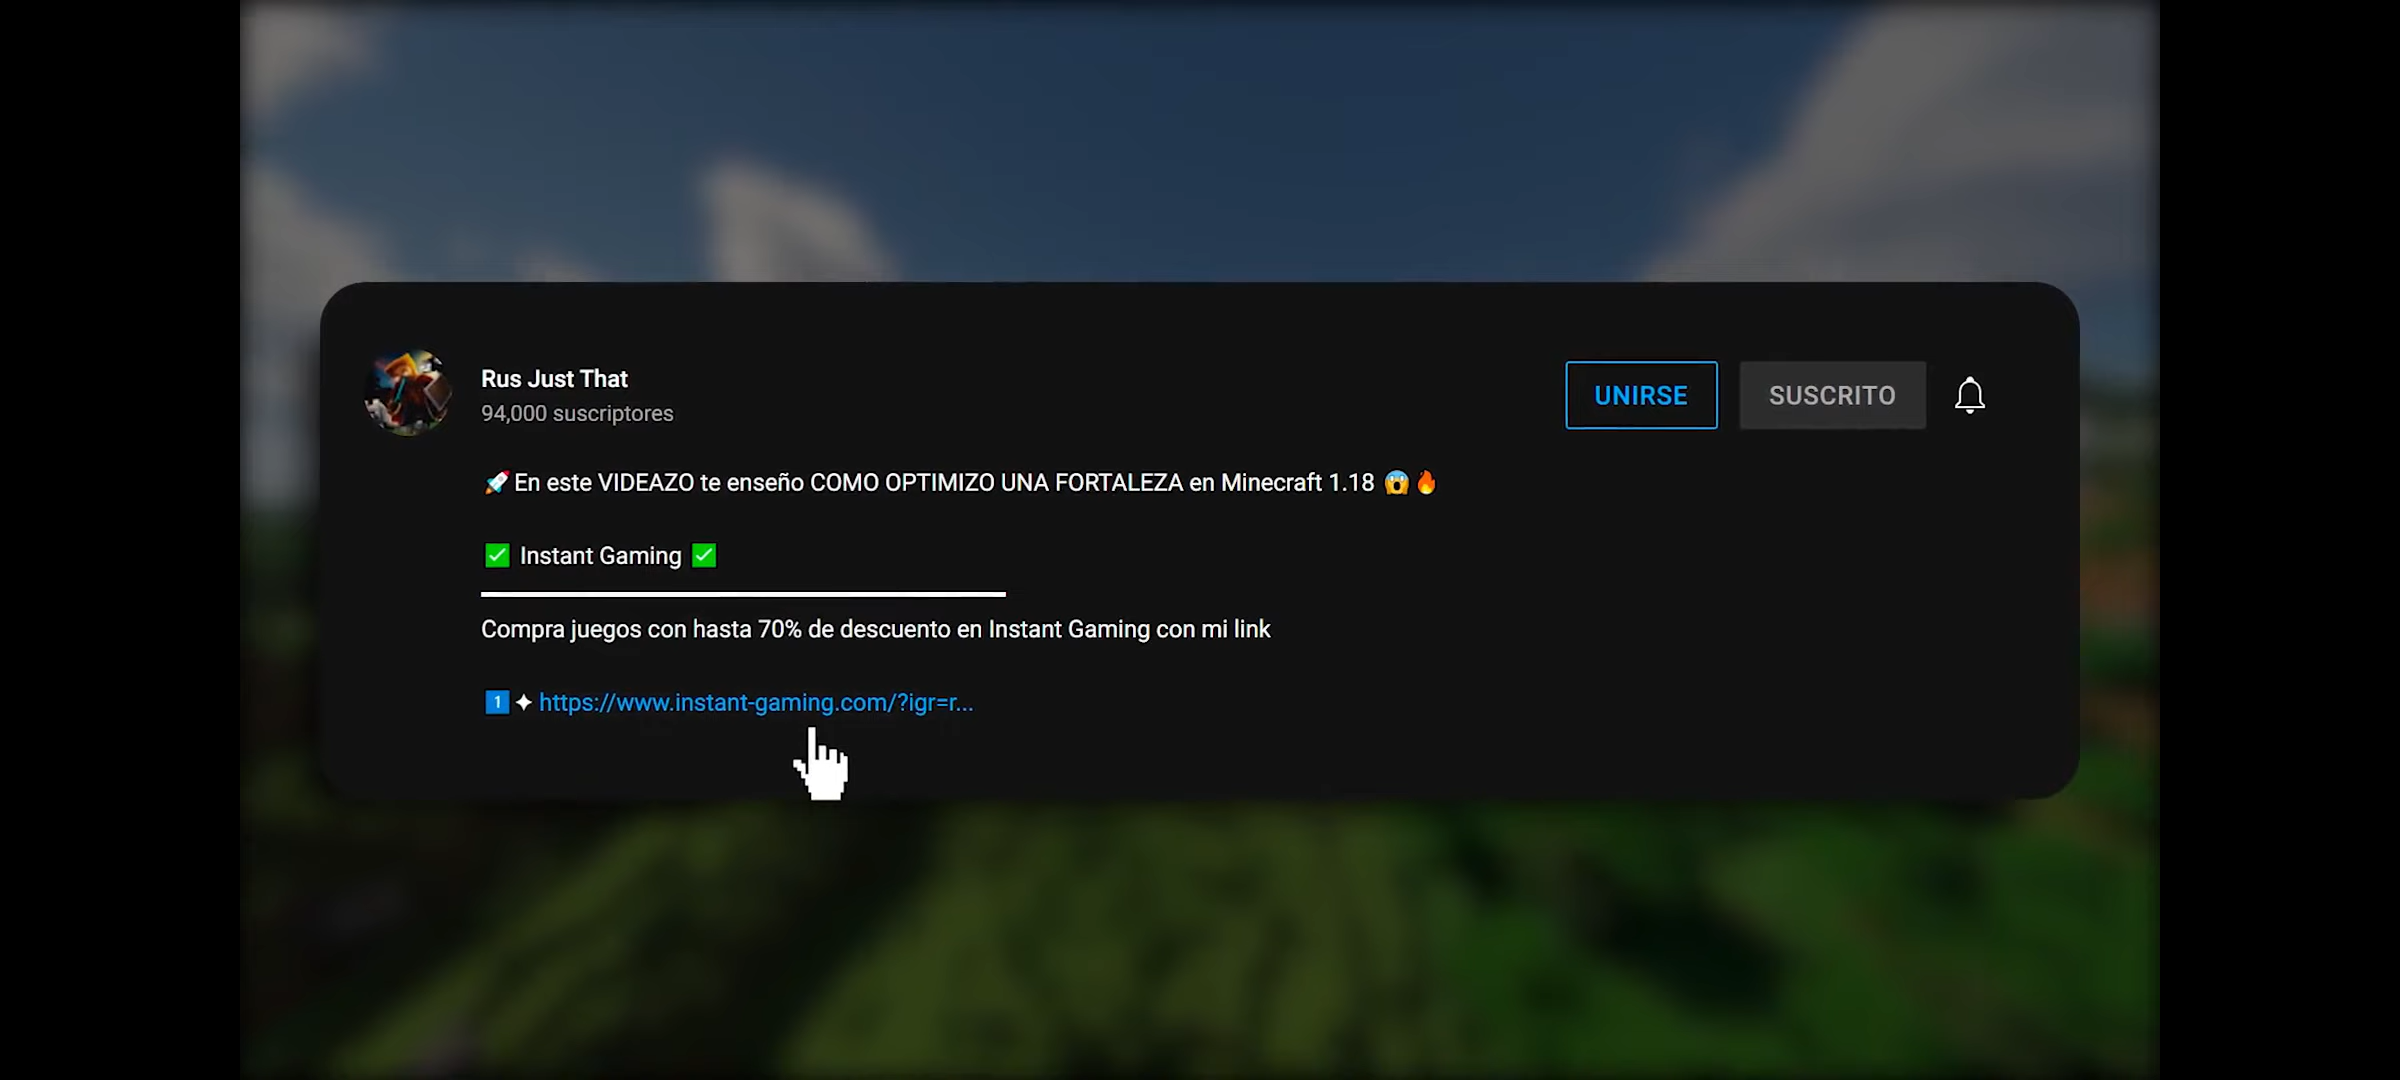 Rus Just That
94,000 suscriptores
UNIRSE
SUSCRITO
🚀En este VIDEAZO te enseño COMO OPTIMIZO UNA FORTALEZA en Minecraft 1.18 😱🔥
✅ Instant Gaming ✅
Compra juegos con hasta 70% de descuento en Instant Gaming con mi link
1️⃣✦ https://www.instant-gaming.com/?igr=r...